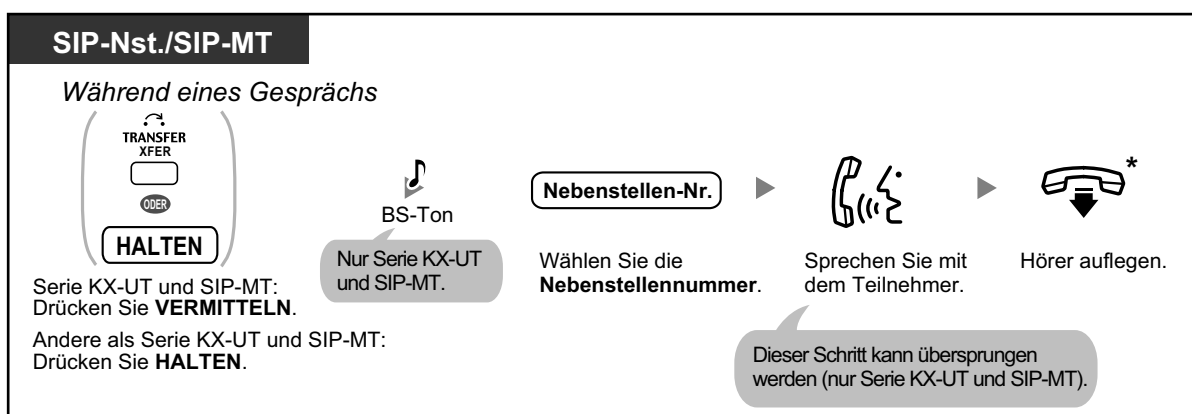 SIP-Nst./SIP-MT
Während eines Gesprächs
TRANSFER
XFER
ODER
HALTEN
Serie KX-UT und SIP-MT:
Drücken Sie VERMITTELN.
Andere als Serie KX-UT und SIP-MT:
Drücken Sie HALTEN.
BS-Ton
Nur Serie KX-UT
und SIP-MT.
Nebenstellen-Nr.
Wählen Sie die
Nebenstellennummer.
Sprechen Sie mit
dem Teilnehmer.
Dieser Schritt kann übersprungen
werden (nur Serie KX-UT und SIP-MT).
*
Hörer auflegen.